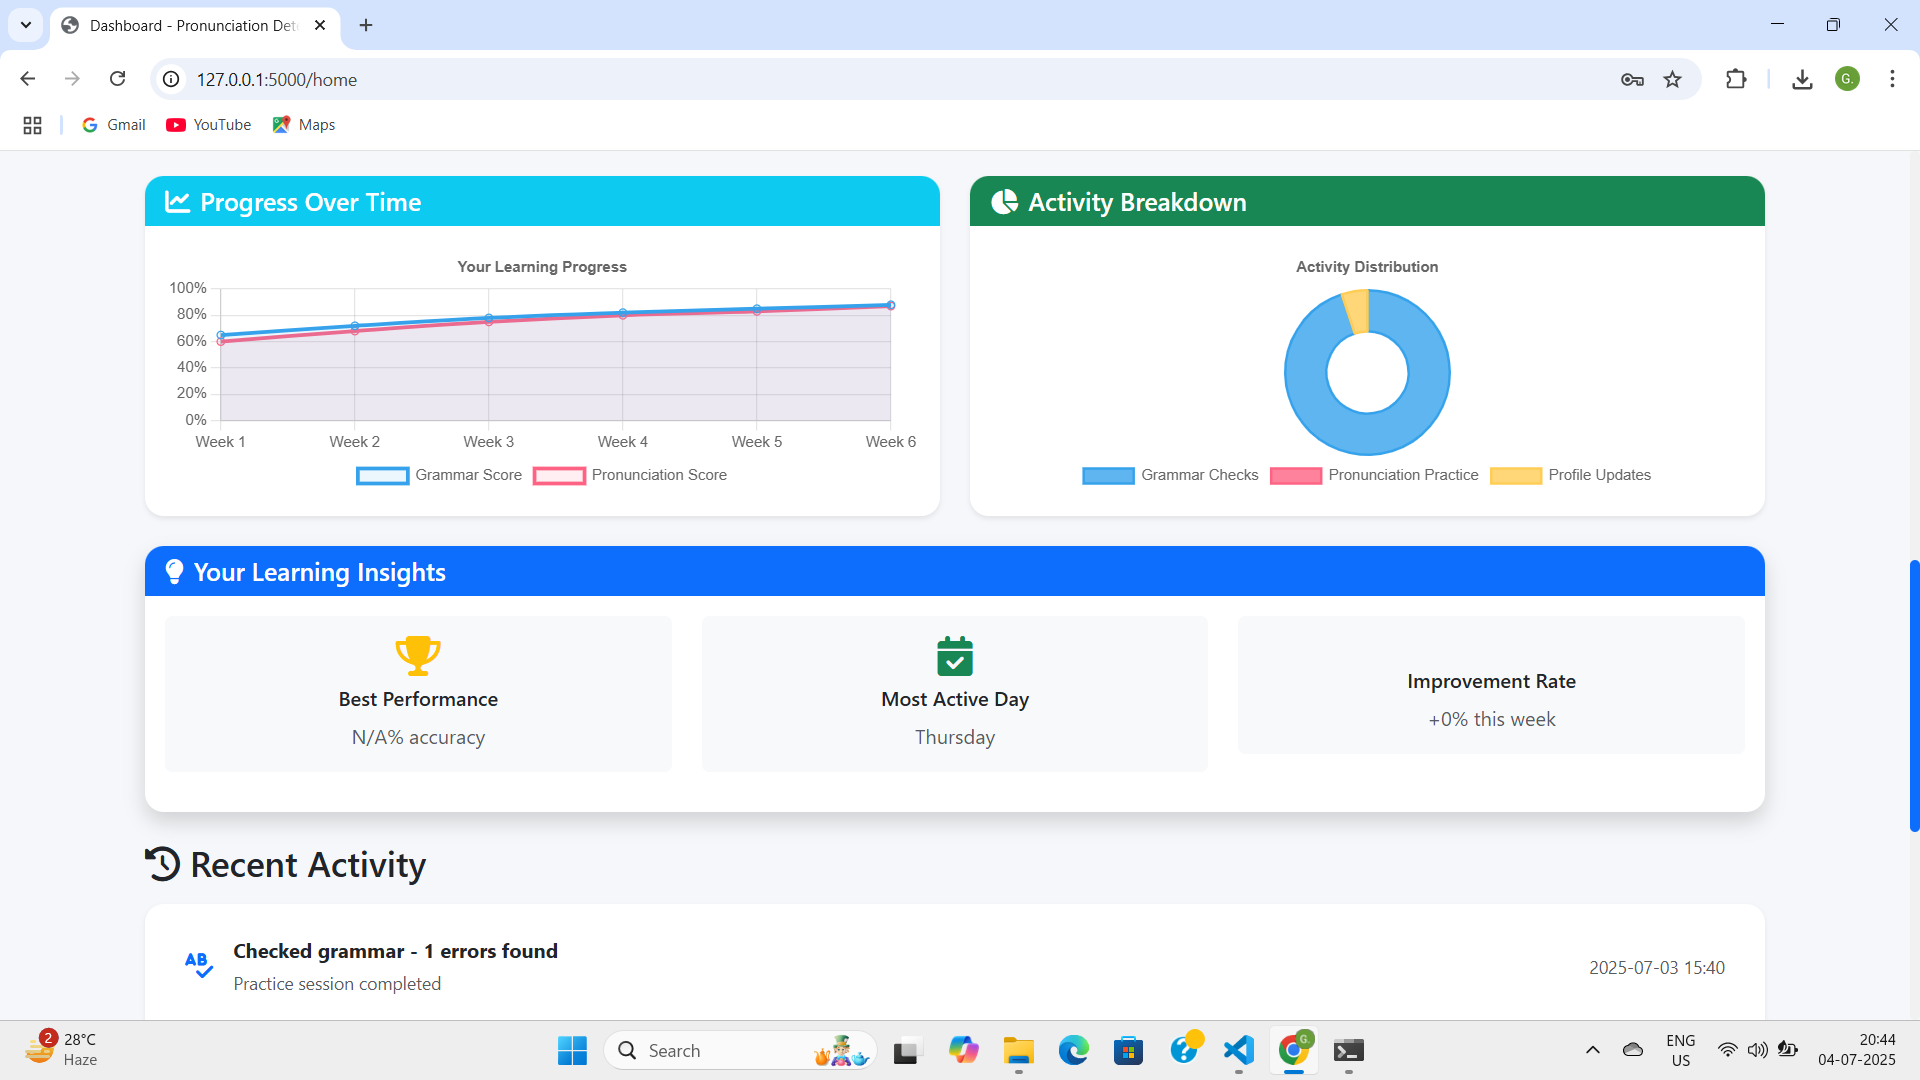 Dashboard - Pronunciation Det
127.0.0.1:5000/home
G.
Gmail
YouTube
Maps
Progress Over Time
Your Learning Progress
100%
80%
60%
40%
20%
0%
Week 1 Week 2 Week 3 Week 4 Week 5 Week 6
Grammar Score Pronunciation Score
Activity Breakdown
Activity Distribution
Grammar Checks Pronunciation Practice Profile Updates
Your Learning Insights
Best Performance
N/A% accuracy
Most Active Day
Thursday
Improvement Rate
+0% this week
Recent Activity
AB
Checked grammar - 1 errors found
Practice session completed
2025-07-03 15:40
2
28°C
Haze
Search
G.
ENG
US
20:44
04-07-2025